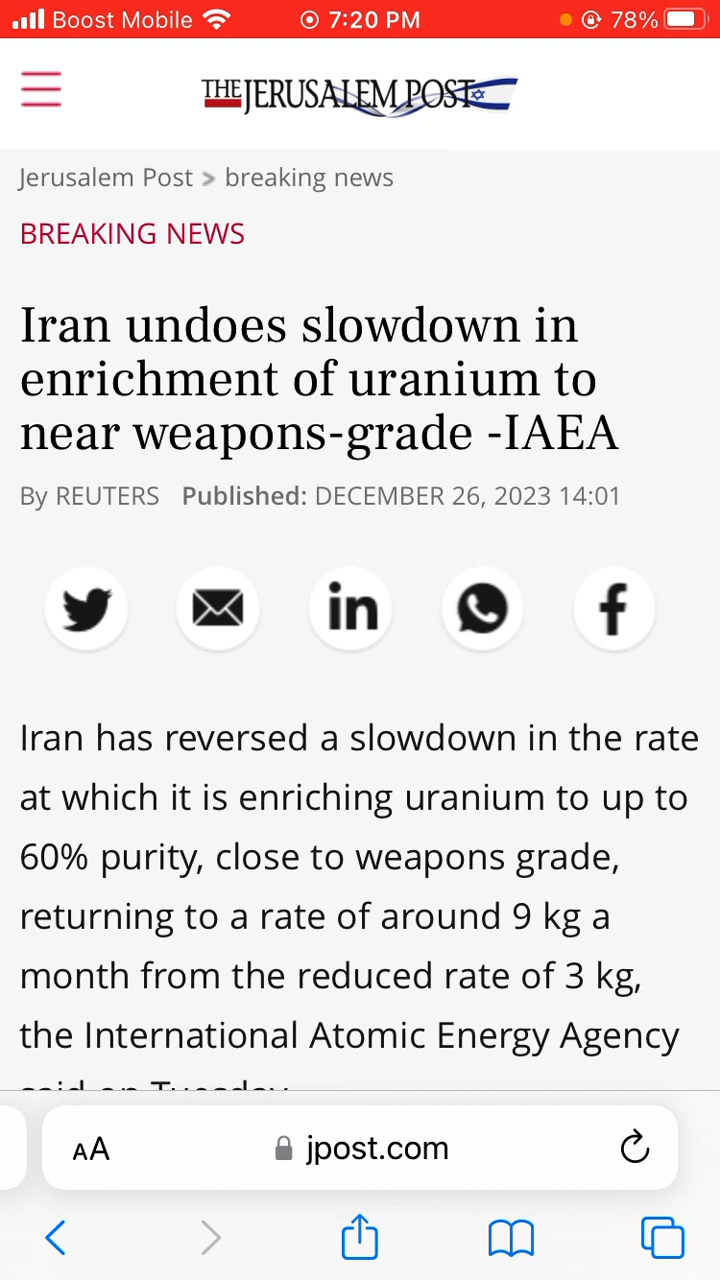 Boost Mobile 7:20 PM 78%
THE JERUSALEM POST
Jerusalem Post > breaking news
BREAKING NEWS
Iran undoes slowdown in
enrichment of uranium to
near weapons-grade -IAEA
By REUTERS Published: DECEMBER 26, 2023 14:01
in f
Iran has reversed a slowdown in the rate
at which it is enriching uranium to up to
60% purity, close to weapons grade,
returning to a rate of around 9 kg a
month from the reduced rate of 3 kg,
the International Atomic Energy Agency
said on Tuesday
AA jpost.com